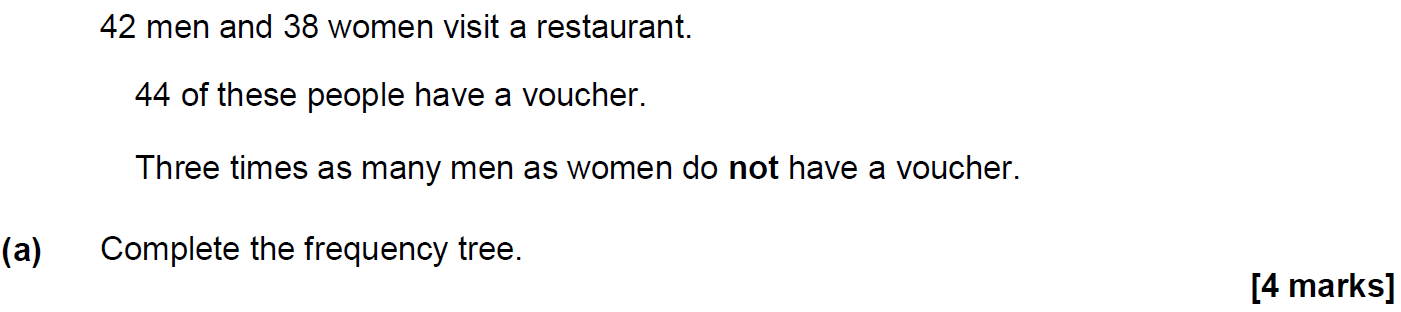 42 men and 38 women visit a restaurant.
44 of these people have a voucher.
Three times as many men as women do not have a voucher.
(a) Complete the frequency tree.
[4 marks]